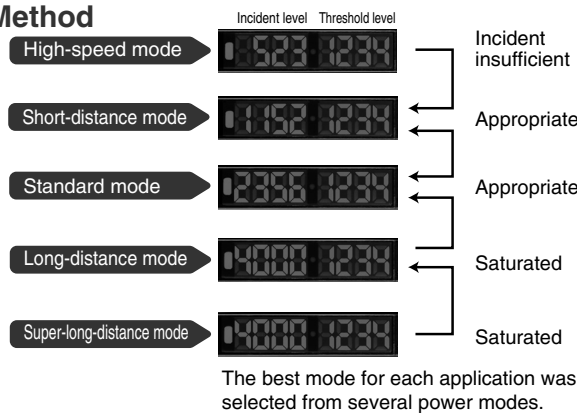 Method
Incident level Threshold level
High-speed mode 523 1234 Incident insufficient
Short-distance mode 1152 1234 Appropriate
Standard mode 2356 1234 Appropriate
Long-distance mode 4000 1234 Saturated
Super-long-distance mode 4000 1234 Saturated
The best mode for each application was
selected from several power modes.